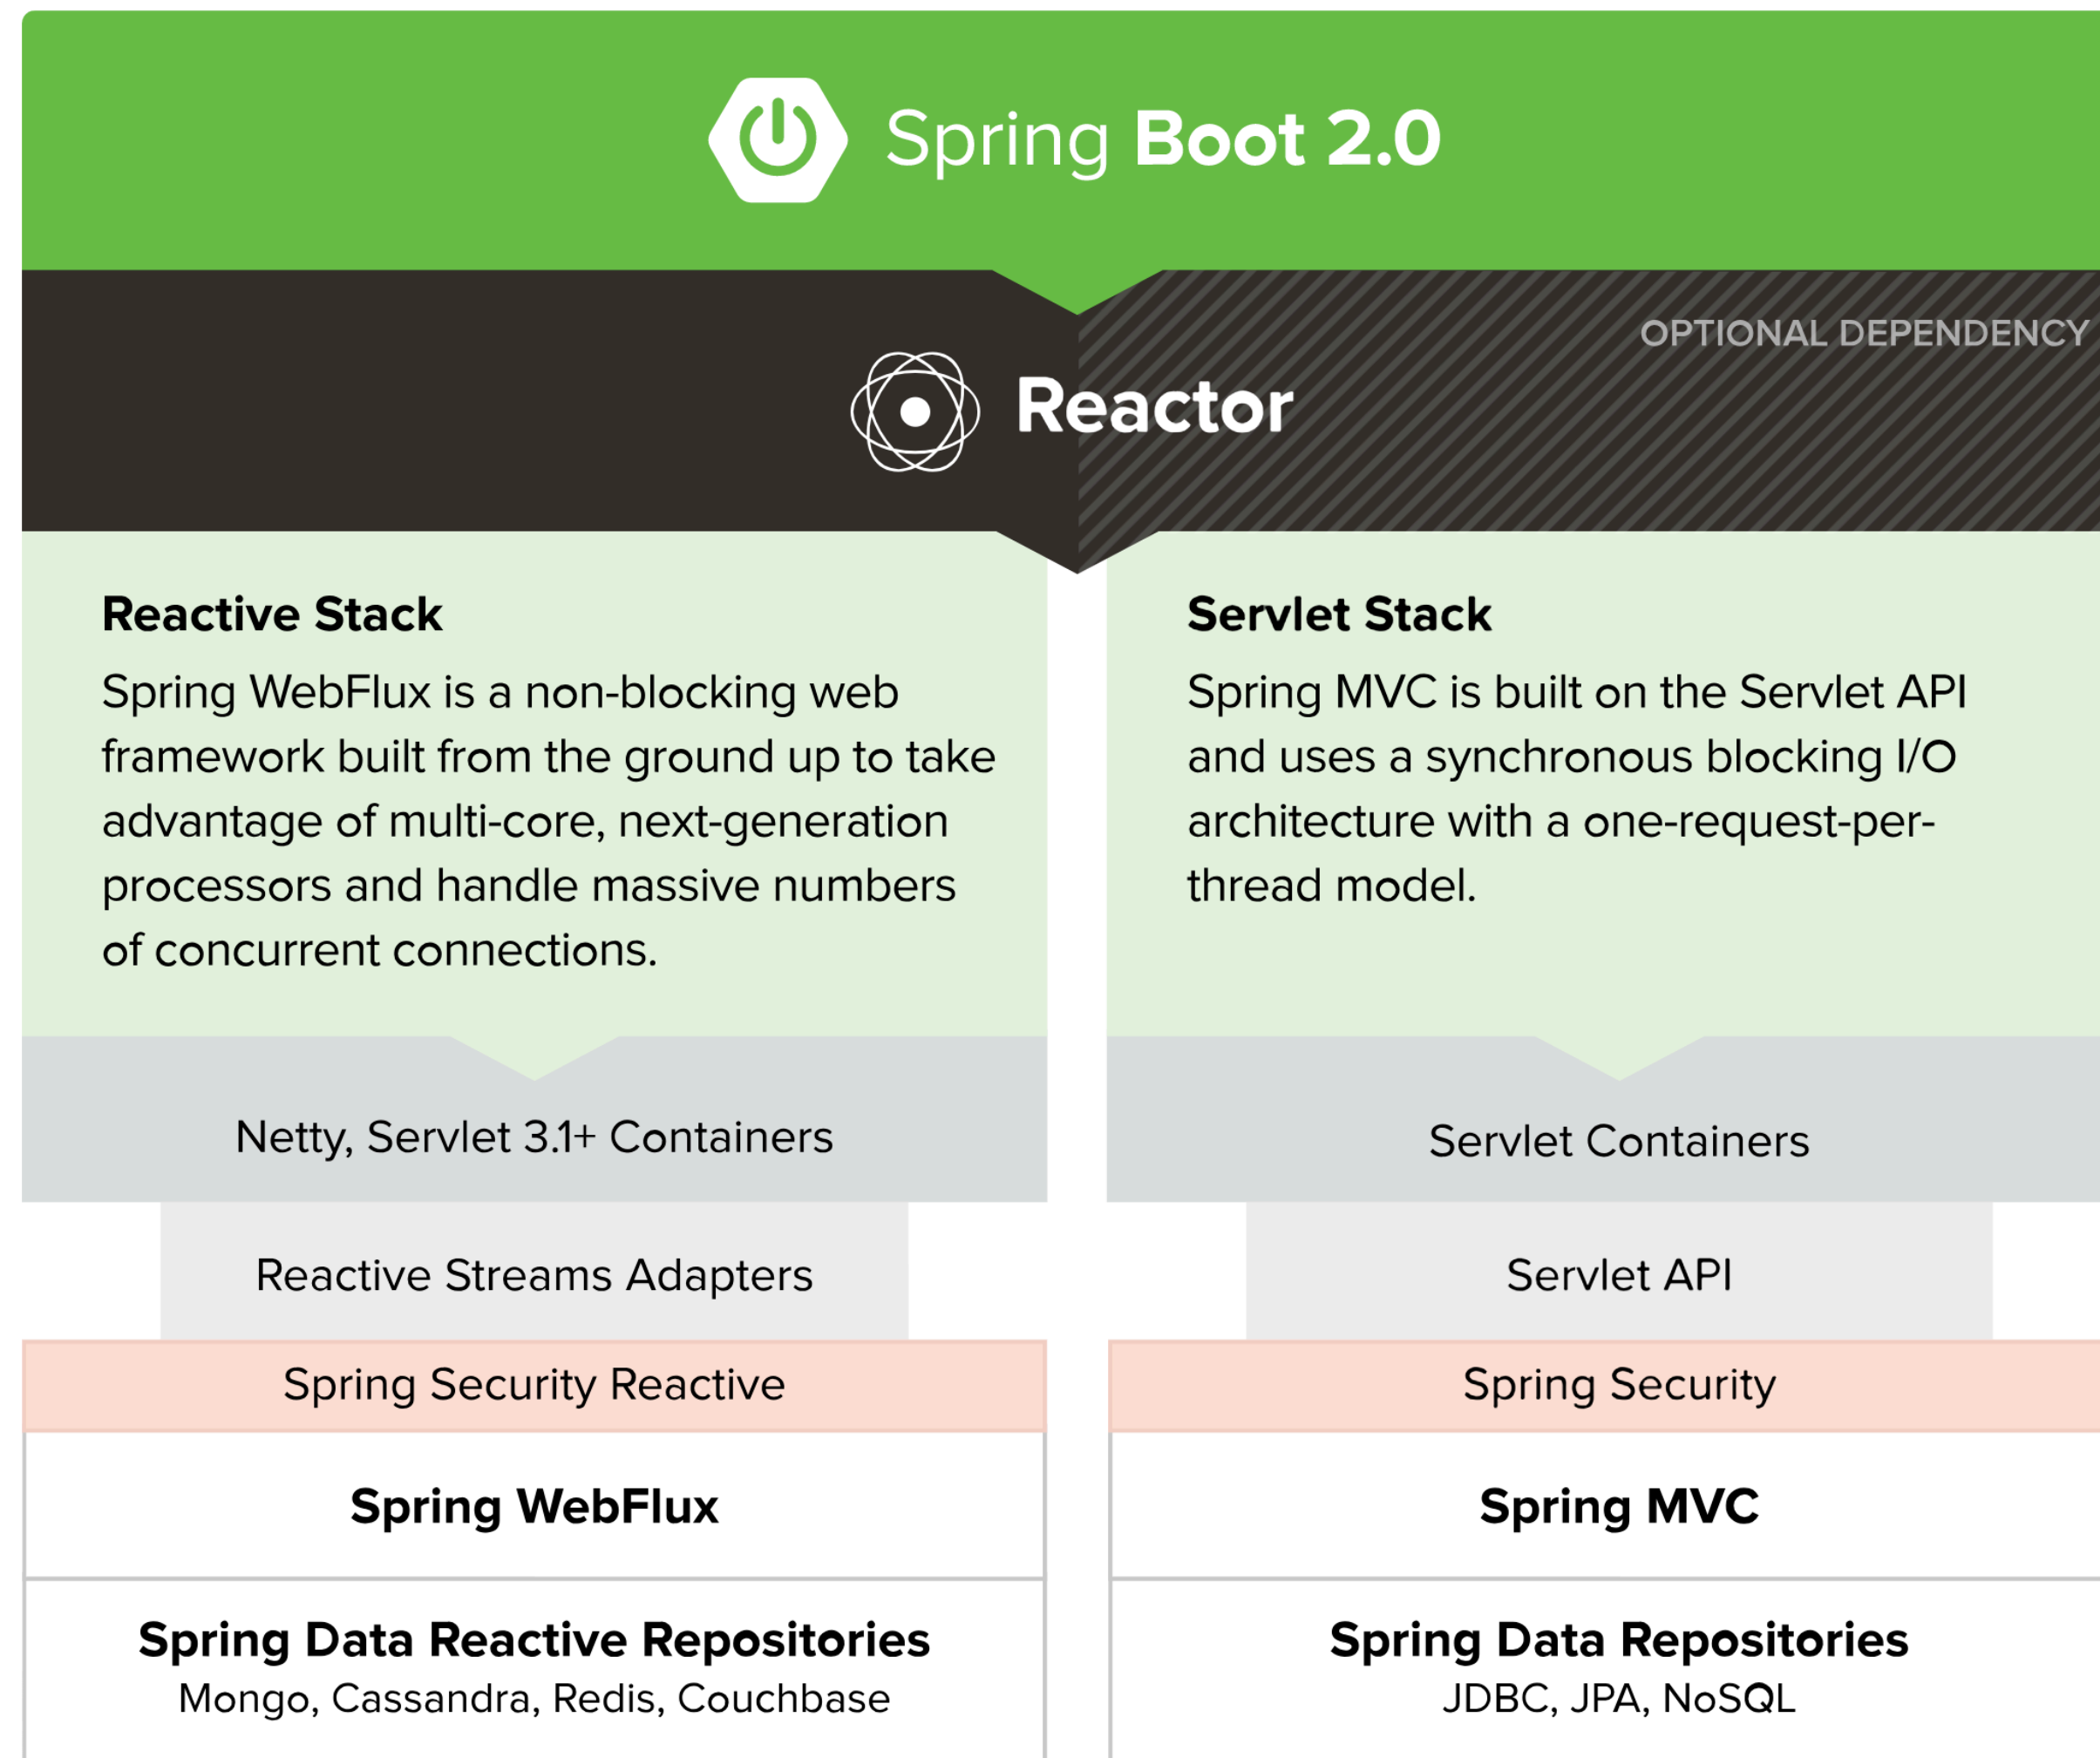 Spring Boot 2.0
OPTIONAL DEPENDENCY
Reactor
Reactive Stack
Spring WebFlux is a non-blocking web
framework built from the ground up to take
advantage of multi-core, next-generation
processors and handle massive numbers
of concurrent connections.
Servlet Stack
Spring MVC is built on the Servlet API
and uses a synchronous blocking I/O
architecture with a one-request-per-
thread model.
Netty, Servlet 3.1+ Containers
Servlet Containers
Reactive Streams Adapters
Servlet API
Spring Security Reactive
Spring Security
Spring WebFlux
Spring MVC
Spring Data Reactive Repositories
Mongo, Cassandra, Redis, Couchbase
Spring Data Repositories
JDBC, JPA, NoSQL